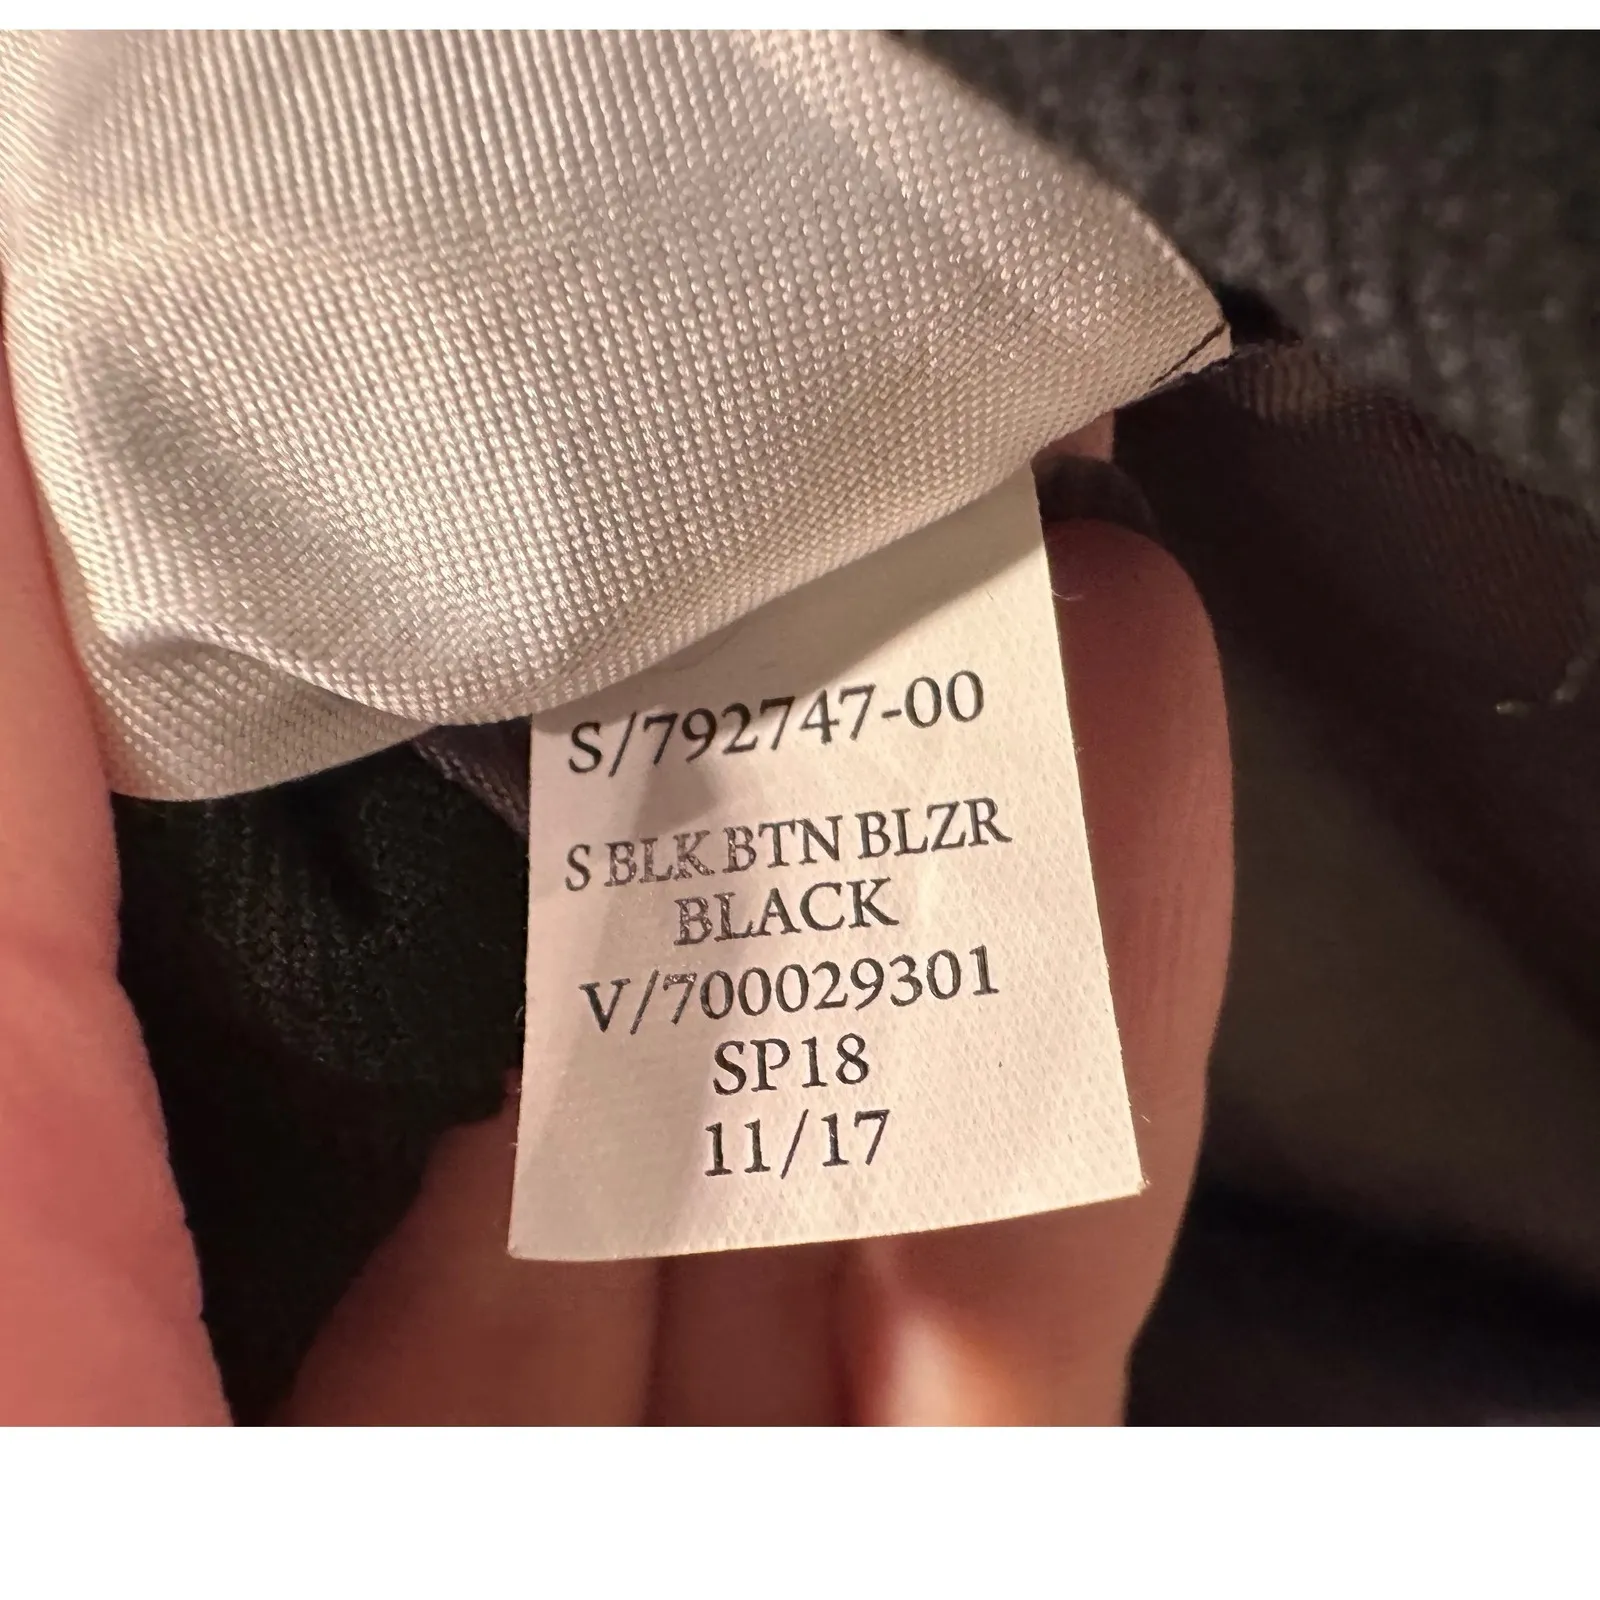 S/792747-00
S BLK BTN BLZR
BLACK
V/700029301
SP18
11/17